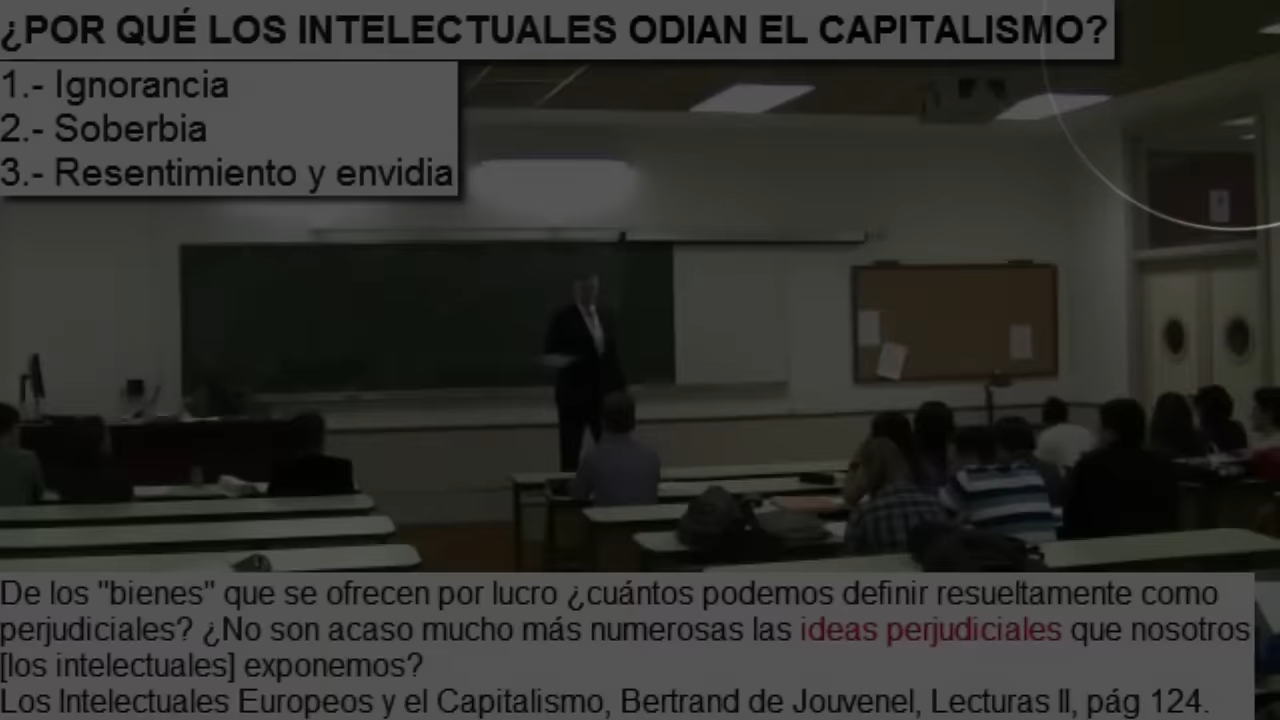 ¿POR QUÉ LOS INTELECTUALES ODIAN EL CAPITALISMO?
1.- Ignorancia
2.- Soberbia
3.- Resentimiento y envidia
De los "bienes" que se ofrecen por lucro ¿cuántos podemos definir resueltamente como
perjudiciales? ¿No son acaso mucho más numerosas las ideas perjudiciales que nosotros
[los intelectuales] exponemos?
Los Intelectuales Europeos y el Capitalismo, Bertrand de Jouvenel, Lecturas II, pág 124.